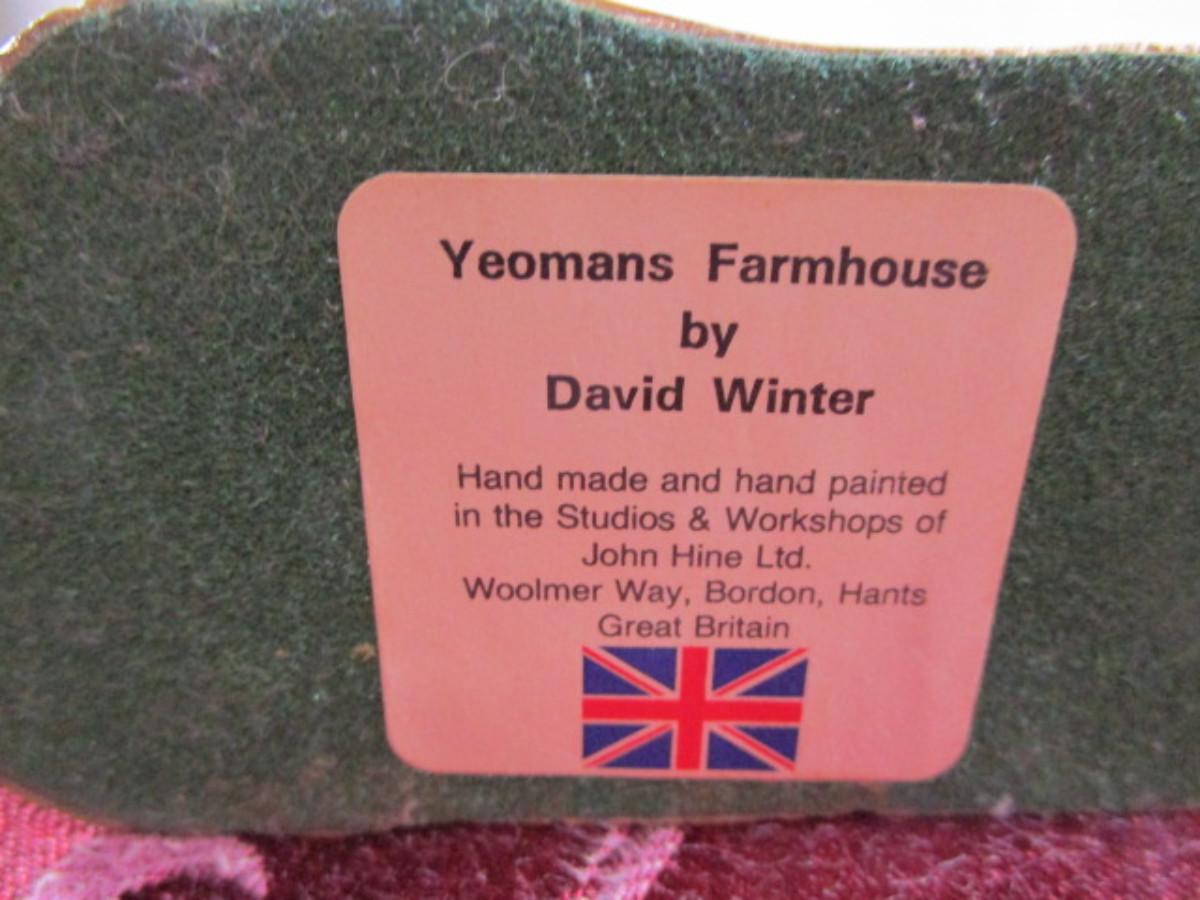 Yeomans Farmhouse
by
David Winter
Hand made and hand painted
in the Studios & Workshops of
John Hine Ltd.
Woolmer Way, Bordon, Hants
Great Britain